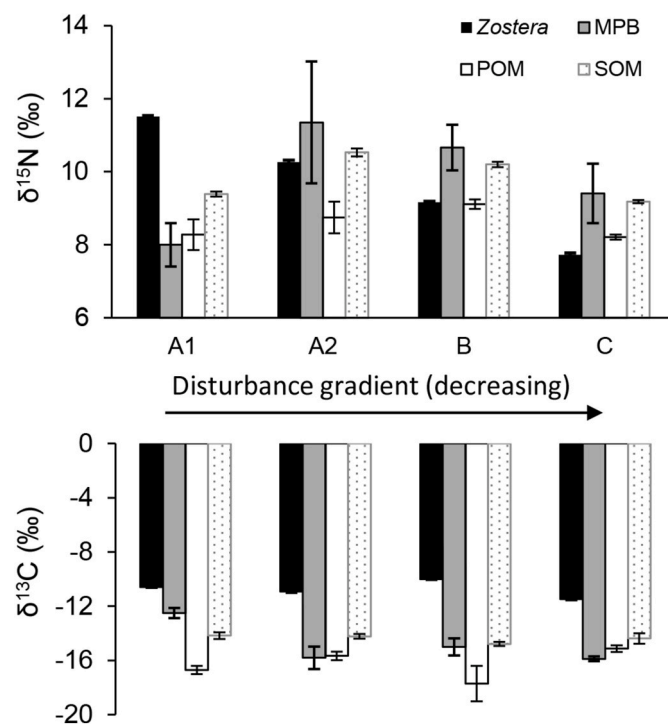 14
12
10
8
6
δ¹⁵N (‰)
Zostera MPB
POM SOM
A1 A2 B C
Disturbance gradient (decreasing)
0
-4
-8
-12
-16
-20
δ¹³C (‰)